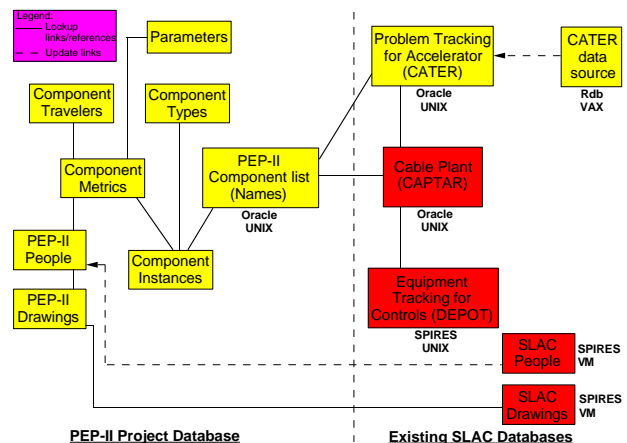 Legend:
Lookup
links/references
Update links
Parameters
Problem Tracking
for Accelerator
(CATER)
Oracle
UNIX
CATER
data
source
Rdb
VAX
Component
Travelers
Component
Types
Component
Metrics
PEP-II
Component list
(Names)
Oracle
UNIX
Cable Plant
(CAPTAR)
Oracle
UNIX
PEP-II
People
Component
Instances
PEP-II
Drawings
Equipment
Tracking for
Controls (DEPOT)
SPIRES
UNIX
SLAC
People
SPIRES
VM
SLAC
Drawings
SPIRES
VM
PEP-II Project Database
Existing SLAC Databases